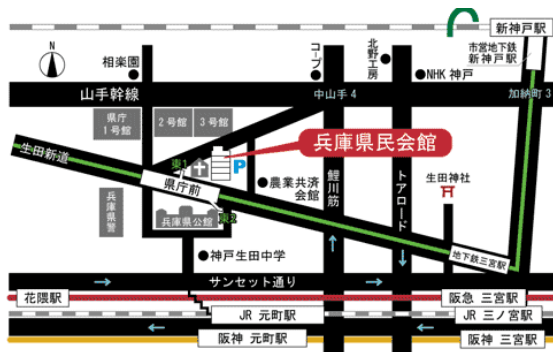 新神戸駅
N
相楽園
コープ
北野工房
市営地下鉄
新神戸駅
NHK 神戸
山手幹線
中山手4
加納町3
県庁
1号館
2号館
3号館
兵庫県民会館
生田新道
東1
P
県庁前
農業共済
会館
鯉川筋
トアロード
生田神社
兵庫県警
兵庫県公館
東2
神戸生田中学
地下鉄三宮駅
サンセット通り
花隈駅
阪急 三宮駅
JR 元町駅
JR 三ノ宮駅
阪神 元町駅
阪神 三宮駅